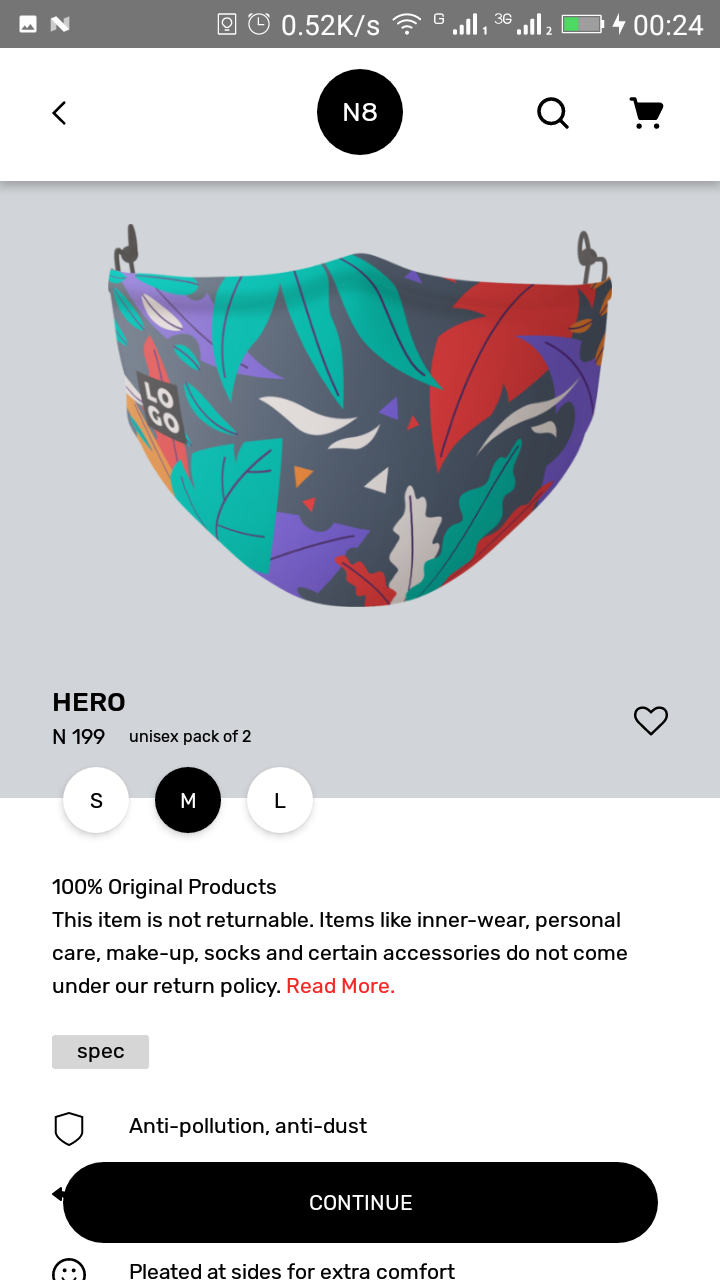 0.52K/s G 1 3G 2 00:24
N8
LO
GO
HERO
N 199 unisex pack of 2
S M L
100% Original Products
This item is not returnable. Items like inner-wear, personal
care, make-up, socks and certain accessories do not come
under our return policy. Read More.
spec
Anti-pollution, anti-dust
CONTINUE
Pleated at sides for extra comfort